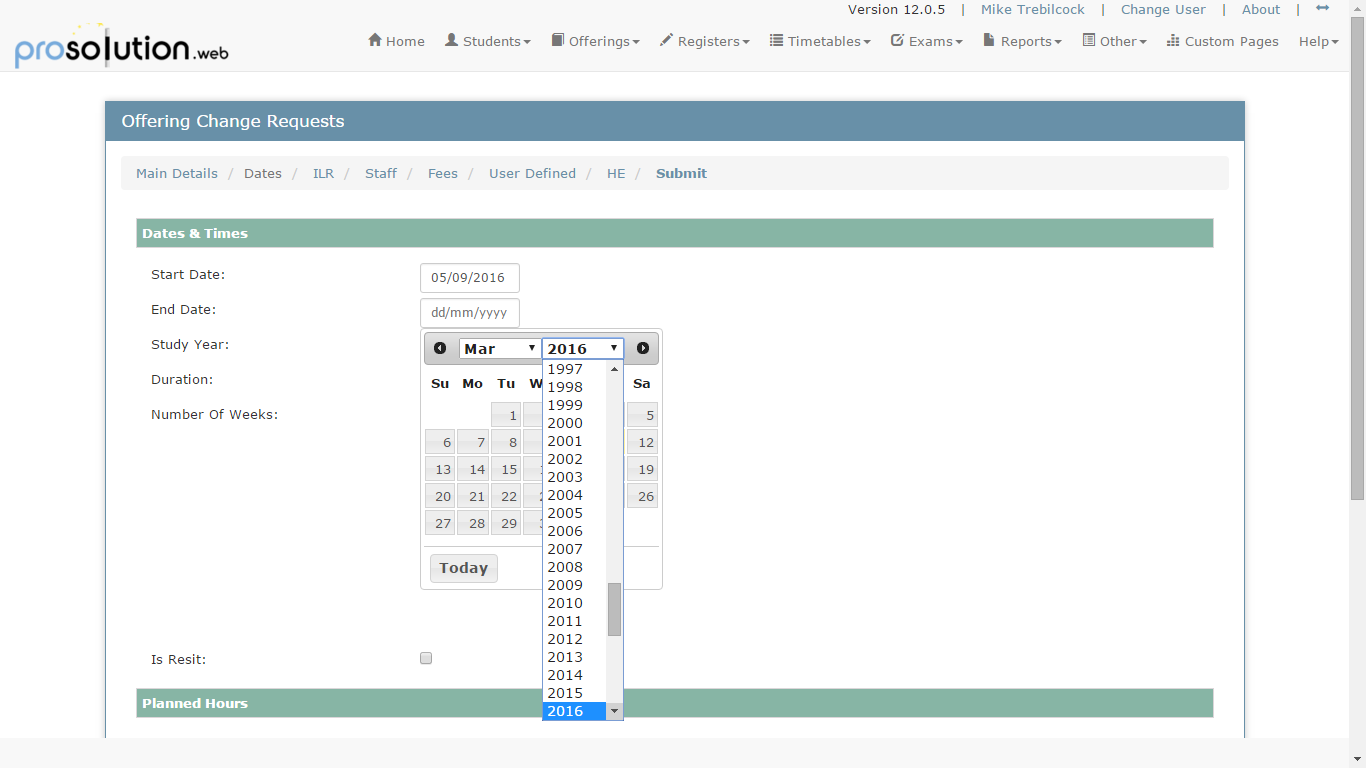 Version 12.0.5 | Mike Trebilcock | Change User | About |
prosolution.web
Home Students Offerings Registers Timetables Exams Reports Other Custom Pages Help
Offering Change Requests
Main Details / Dates / ILR / Staff / Fees / User Defined / HE / Submit
Dates & Times
Start Date: 05/09/2016
End Date: dd/mm/yyyy
Study Year:
Mar 2016
Duration:
Number Of Weeks:
Su Mo Tu W Sa
1 5
6 7 8 12
13 14 15 19
20 21 22 26
27 28 29
Today
1997
1998
1999
2000
2001
2002
2003
2004
2005
2006
2007
2008
2009
2010
2011
2012
2013
2014
2015
2016
Is Resit:
Planned Hours